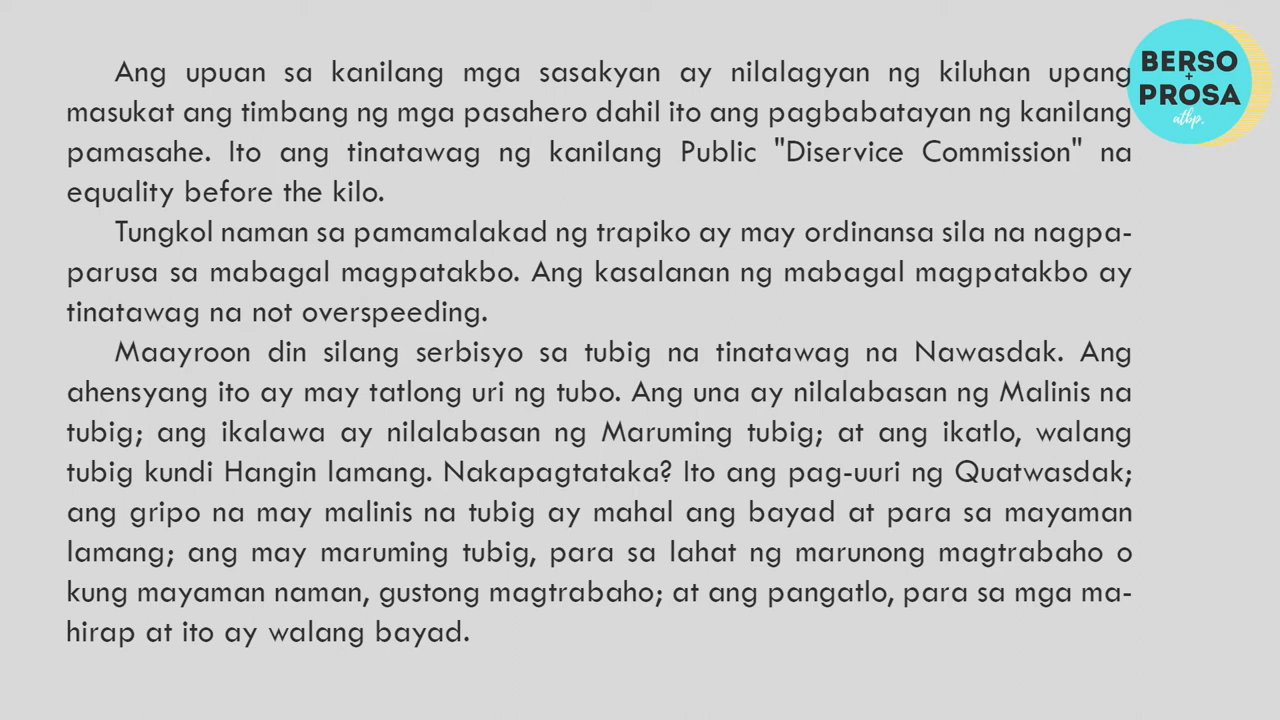 Ang upuan sa kanilang mga sasakyan ay nilalagyan ng kiluhan upang
masukat ang timbang ng mga pasahero dahil ito ang pagbabatayan ng kanilang
pamasahe. Ito ang tinatawag ng kanilang Public "Diservice Commission" na
equality before the kilo.
Tungkol naman sa pamamalakad ng trapiko ay may ordinansa sila na nagpa-
parusa sa mabagal magpatakbo. Ang kasalanan ng mabagal magpatakbo ay
tinatawag na not overspeeding.
Maayroon din silang serbisyo sa tubig na tinatawag na Nawasdak. Ang
ahensyang ito ay may tatlong uri ng tubo. Ang una ay nilalabasan ng Malinis na
tubig; ang ikalawa ay nilalabasan ng Maruming tubig; at ang ikatlo, walang
tubig kundi Hangin lamang. Nakapagtataka? Ito ang pag-uuri ng Quatwasdak;
ang gripo na may malinis na tubig ay mahal ang bayad at para sa mayaman
lamang; ang may maruming tubig, para sa lahat ng marunong magtrabaho o
kung mayaman naman, gustong magtrabaho; at ang pangatlo, para sa mga ma-
hirap at ito ay walang bayad.
BERSO
+
PROSA
atbp.